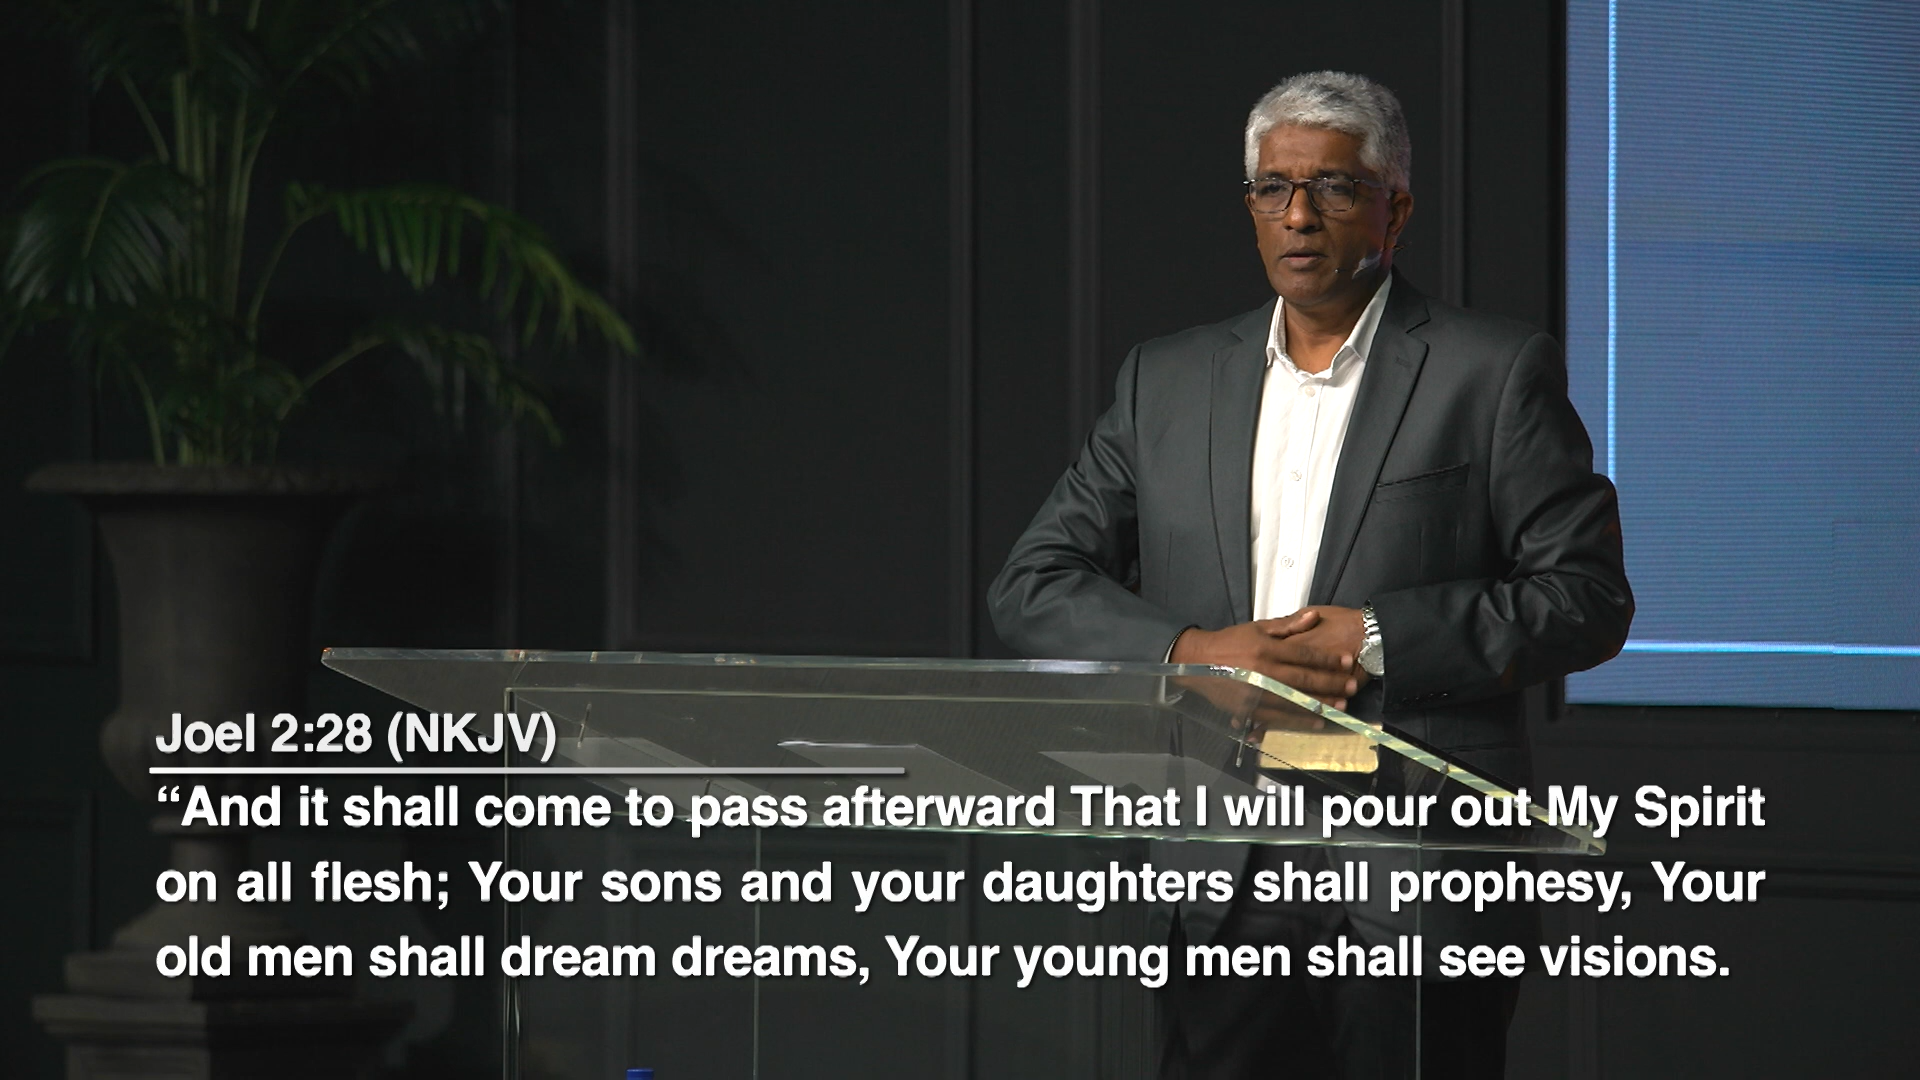 Joel 2:28 (NKJV)
“And it shall come to pass afterward That I will pour out My Spirit
on all flesh; Your sons and your daughters shall prophesy, Your
old men shall dream dreams, Your young men shall see visions.